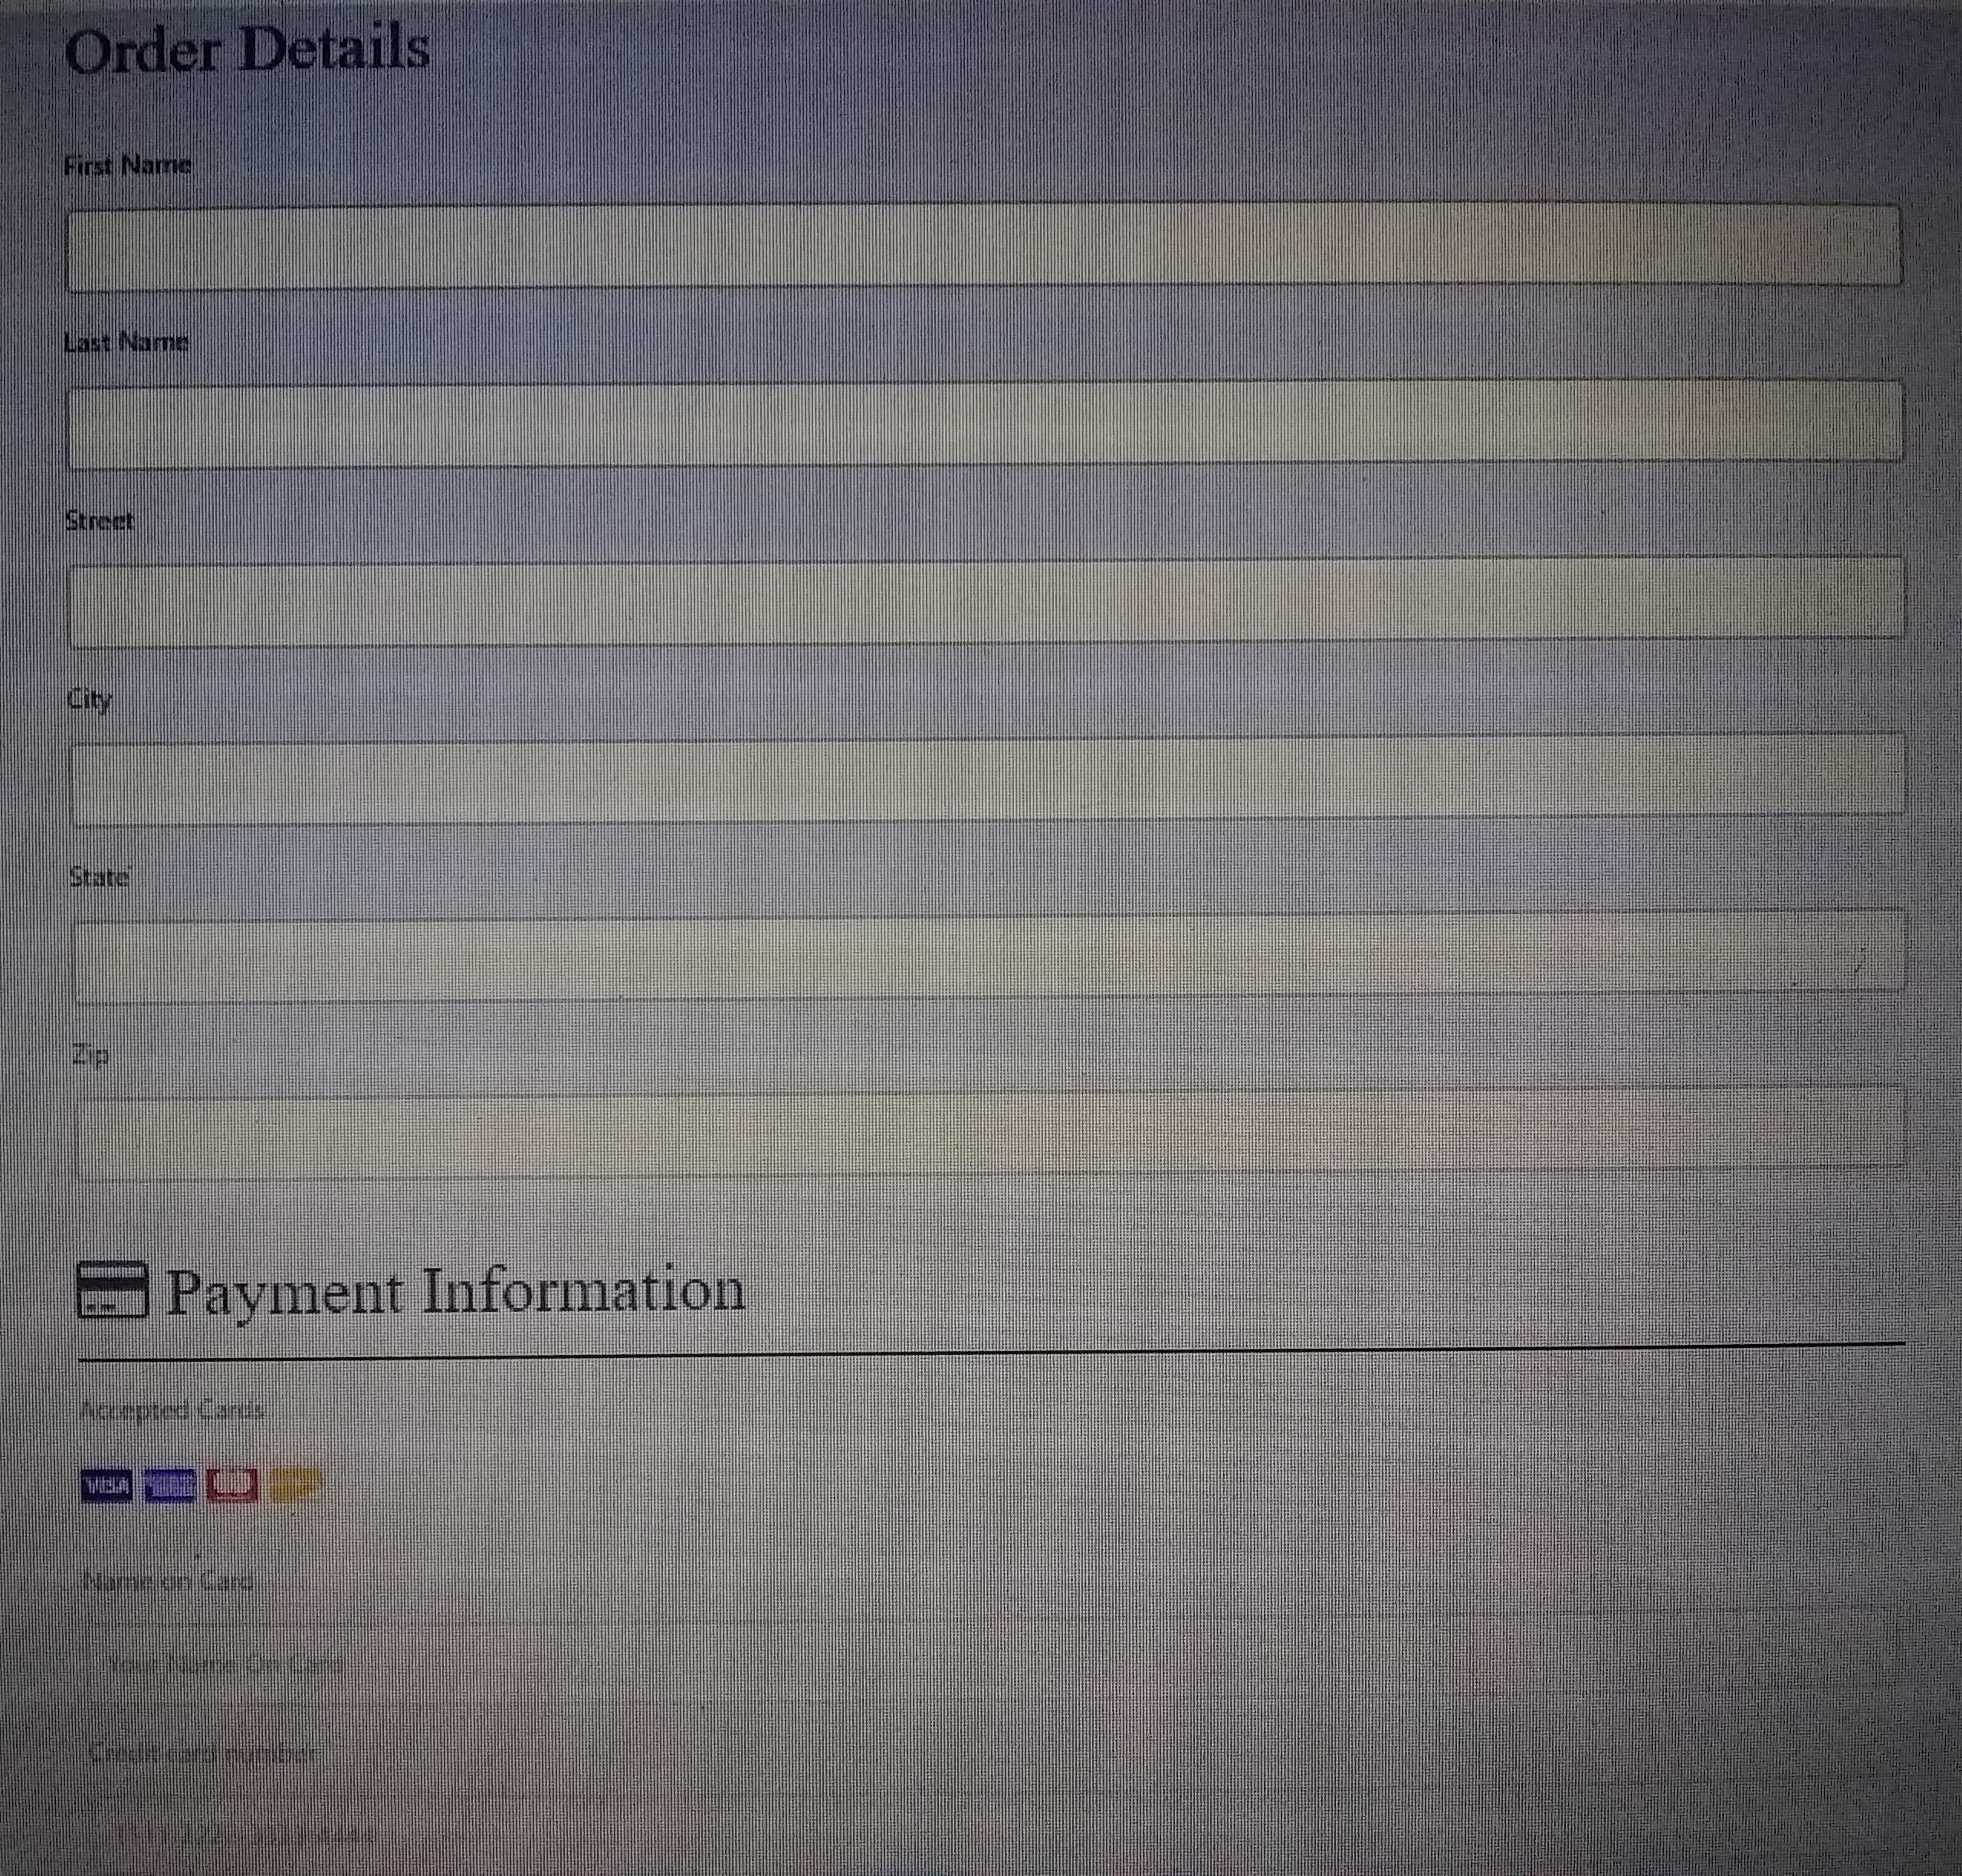 Order Details
First Name
Last Name
Street
City
State
Zip
Payment Information
Accepted Cards
VISA
Name on Card
Your Name On Card
Credit card number